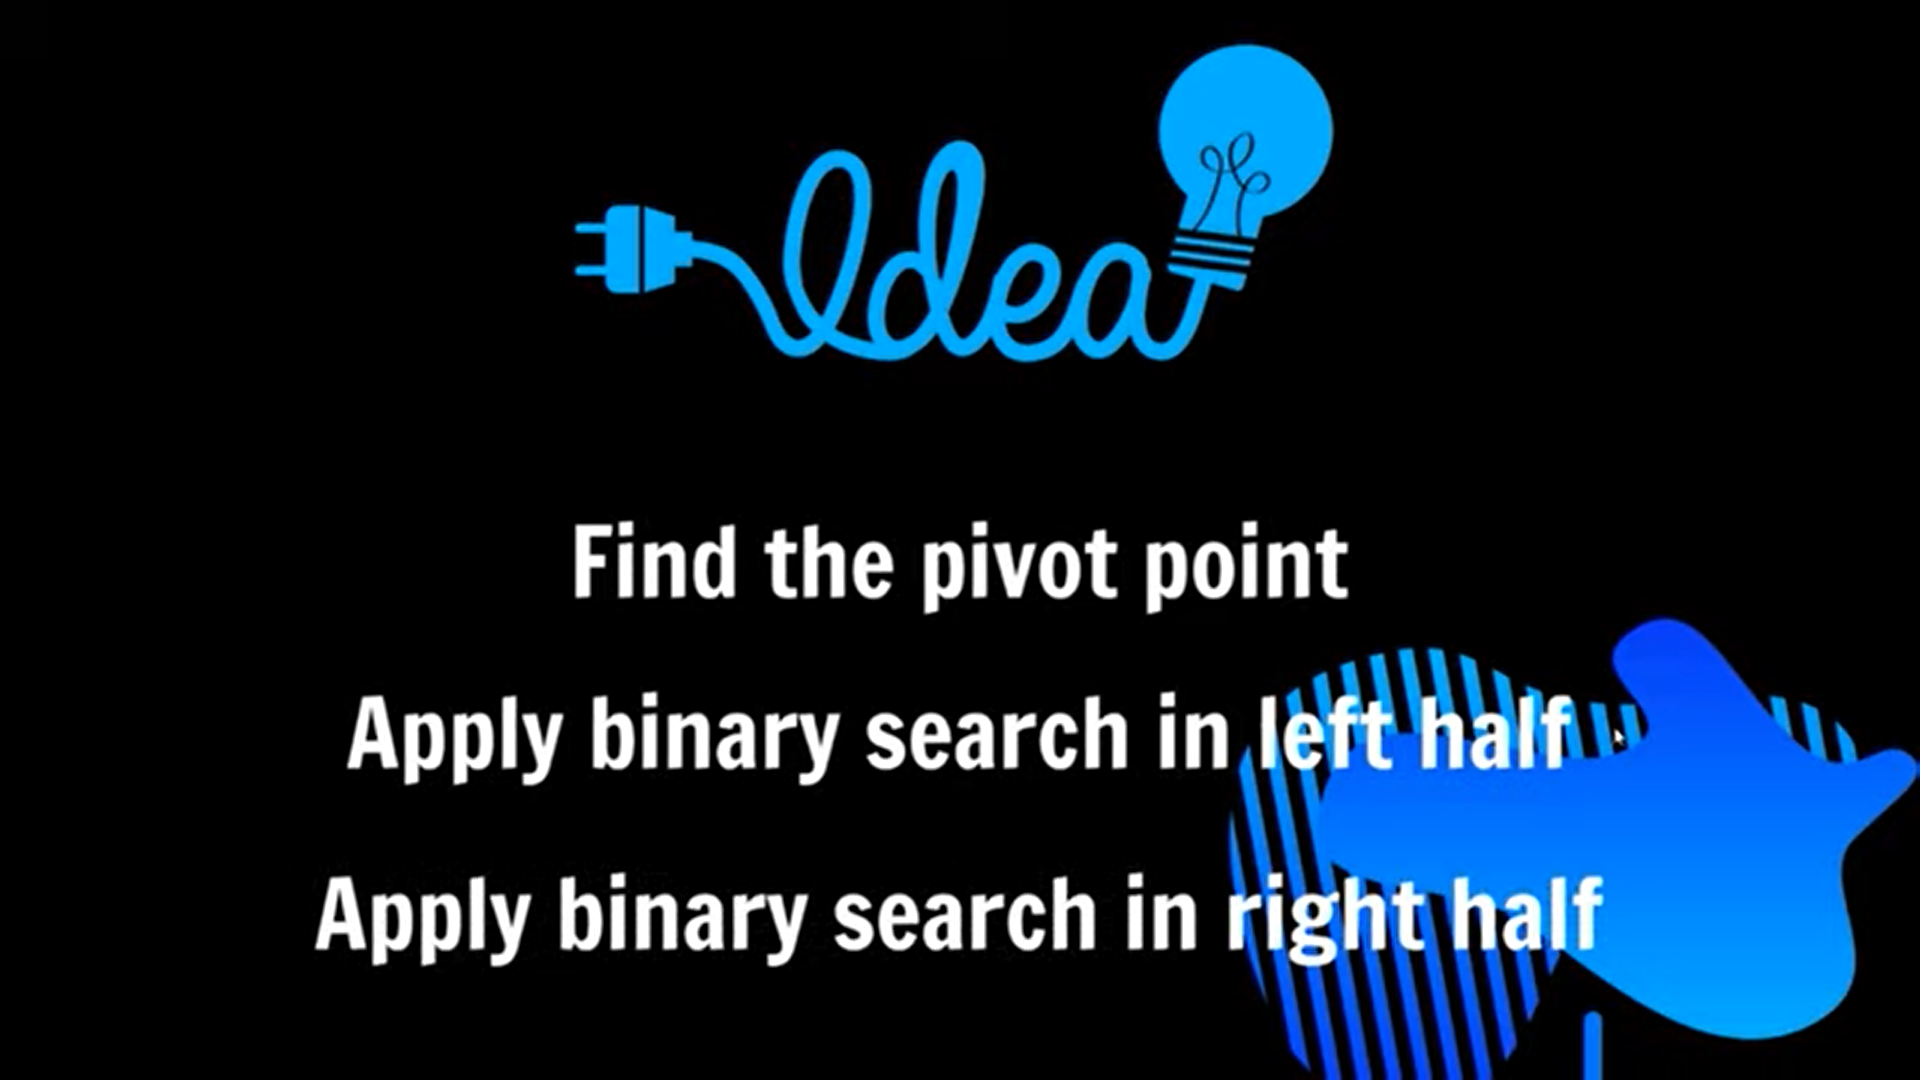 Idea
Find the pivot point
Apply binary search in left half
Apply binary search in right half